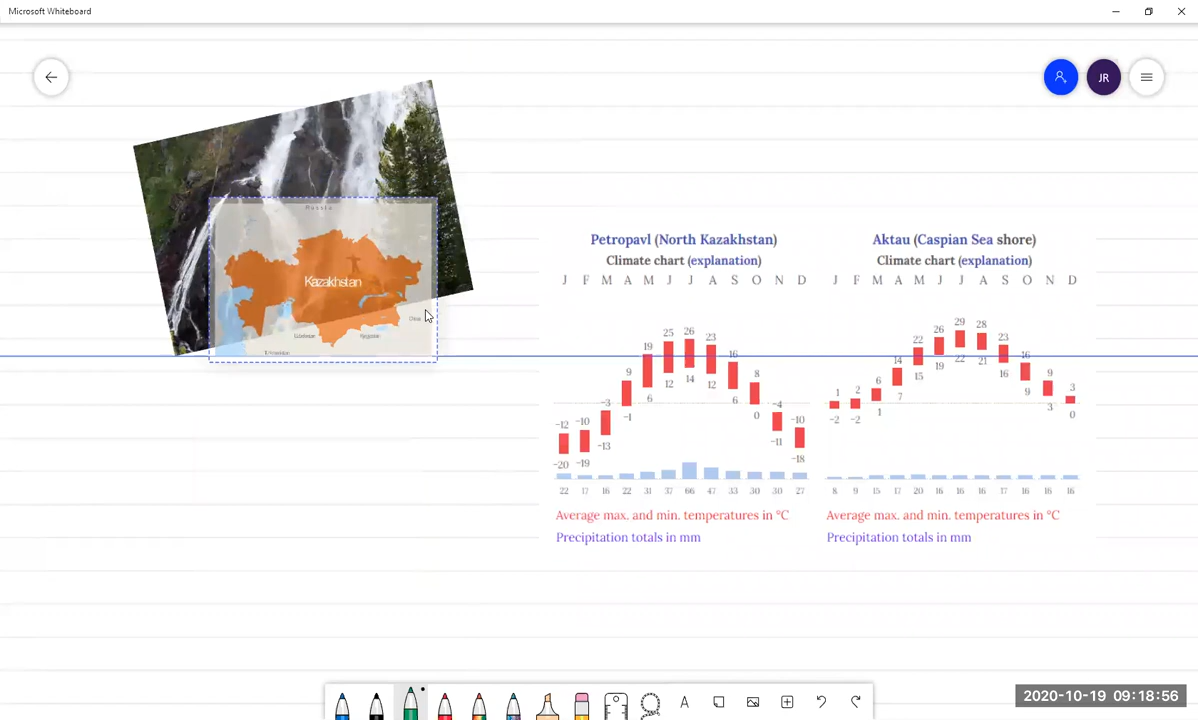 Microsoft Whiteboard
JR
Russia
Kazakhstan
China
Uzbekistan
Kyrgyzstan
Petropavl (North Kazakhstan)
Climate chart (explanation)
J F M A M J J A S O N D
-12 -10 -3 9 19 25 26 23 16 8 -4 -10
-20 -19 -13 -1 6 12 14 12 6 0 -11 -18
22 17 16 22 31 37 66 47 33 30 30 27
Average max. and min. temperatures in °C
Precipitation totals in mm
Aktau (Caspian Sea shore)
Climate chart (explanation)
J F M A M J J A S O N D
1 2 6 14 22 26 29 28 23 16 9 3
-2 -2 1 7 15 19 22 21 16 9 3 0
8 9 15 17 20 16 16 16 17 16 16 16
Average max. and min. temperatures in °C
Precipitation totals in mm
A
2020-10-19 09:18:56